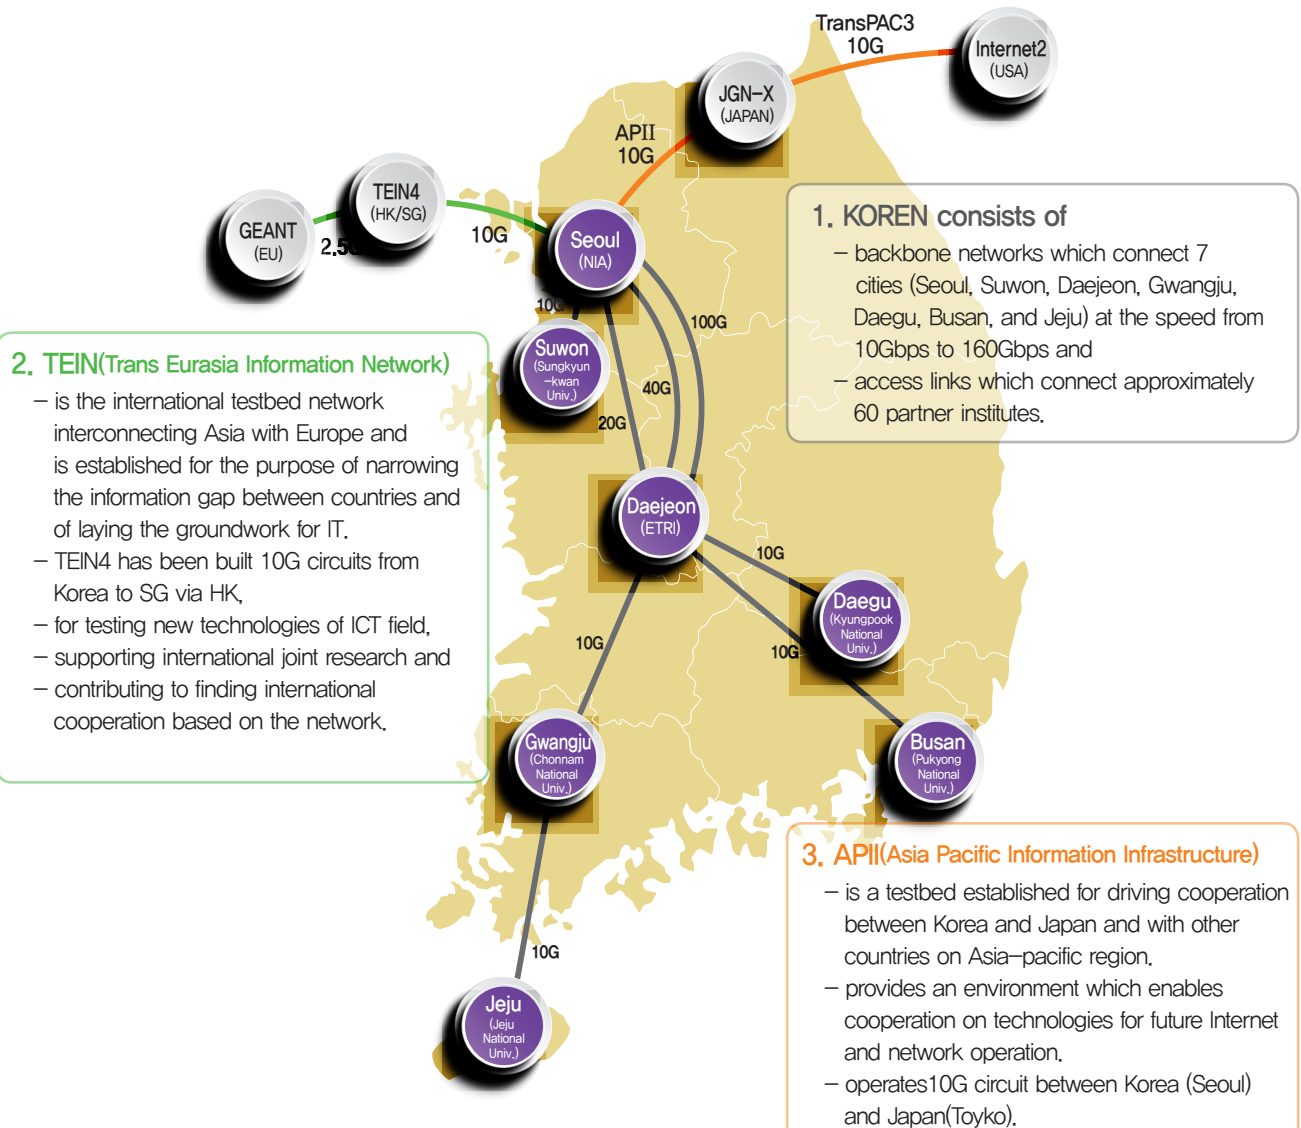 TransPAC3
10G
Internet2
(USA)
JGN-X
(JAPAN)
APII
10G
TEIN4
(HK/SG)
GEANT
(EU)
2.5G
10G
Seoul
(NIA)
10G
100G
Suwon
(Sungkyun
-kwan
Univ.)
40G
20G
Daejeon
(ETRI)
10G
Daegu
(Kyungpook
National
Univ.)
10G
10G
Gwangju
(Chonnam
National
Univ.)
Busan
(Pukyong
National
Univ.)
10G
Jeju
(Jeju
National
Univ.)
1. KOREN consists of
- backbone networks which connect 7
cities (Seoul, Suwon, Daejeon, Gwangju,
Daegu, Busan, and Jeju) at the speed from
10Gbps to 160Gbps and
- access links which connect approximately
60 partner institutes.
2. TEIN(Trans Eurasia Information Network)
- is the international testbed network
interconnecting Asia with Europe and
is established for the purpose of narrowing
the information gap between countries and
of laying the groundwork for IT.
- TEIN4 has been built 10G circuits from
Korea to SG via HK,
- for testing new technologies of ICT field,
- supporting international joint research and
- contributing to finding international
cooperation based on the network.
3. APII(Asia Pacific Information Infrastructure)
- is a testbed established for driving cooperation
between Korea and Japan and with other
countries on Asia-pacific region.
- provides an environment which enables
cooperation on technologies for future Internet
and network operation.
- operates10G circuit between Korea (Seoul)
and Japan(Toyko).